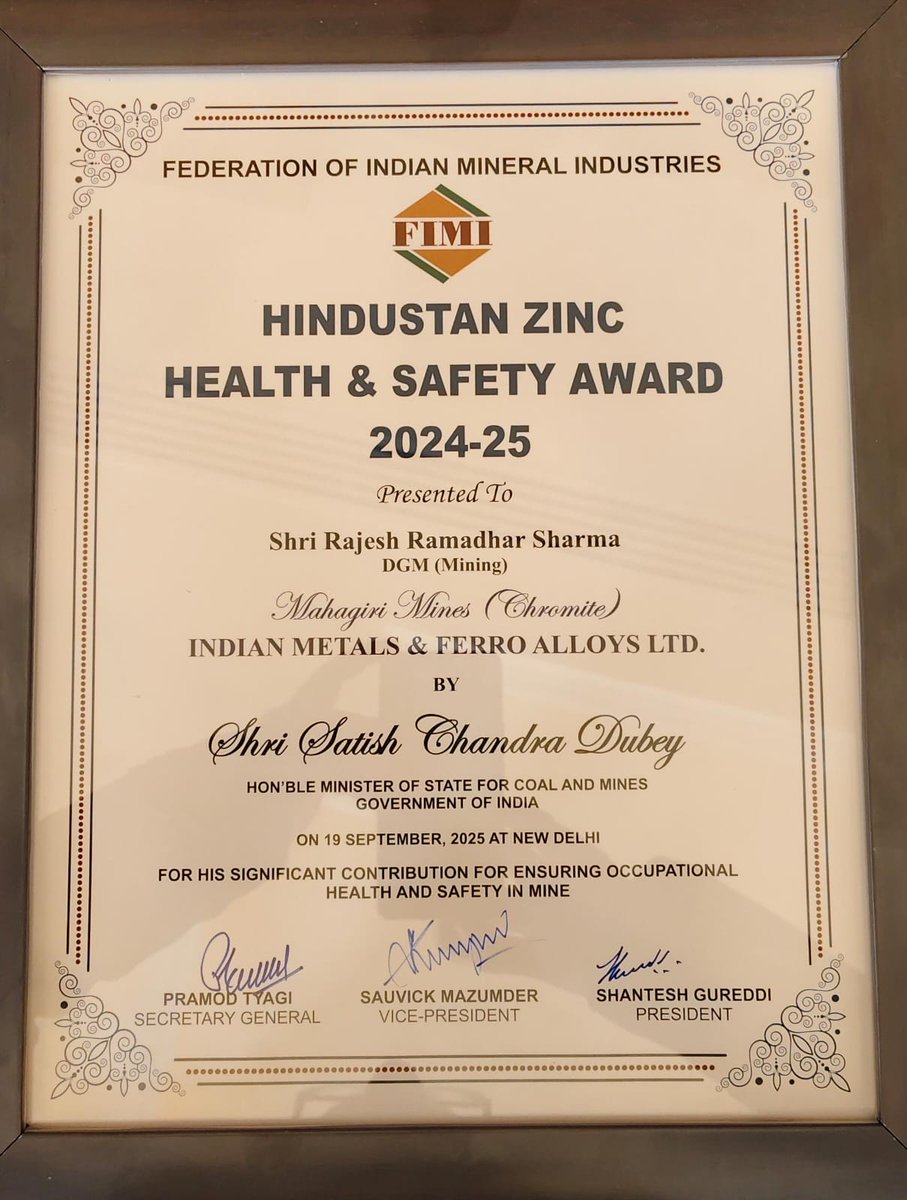 FEDERATION OF INDIAN MINERAL INDUSTRIES
FIMI
HINDUSTAN ZINC
HEALTH & SAFETY AWARD
2024-25
Presented To
Shri Rajesh Ramadhar Sharma
DGM (Mining)
Mahagiri Mines (Chromite)
INDIAN METALS & FERRO ALLOYS LTD.
BY
Shri Satish Chandra Dubey
HON'BLE MINISTER OF STATE FOR COAL AND MINES
GOVERNMENT OF INDIA
ON 19 SEPTEMBER, 2025 AT NEW DELHI
FOR HIS SIGNIFICANT CONTRIBUTION FOR ENSURING OCCUPATIONAL
HEALTH AND SAFETY IN MINE
PRAMOD TYAGI
SECRETARY GENERAL
SAUVICK MAZUMDER
VICE-PRESIDENT
SHANTESH GUREDDI
PRESIDENT